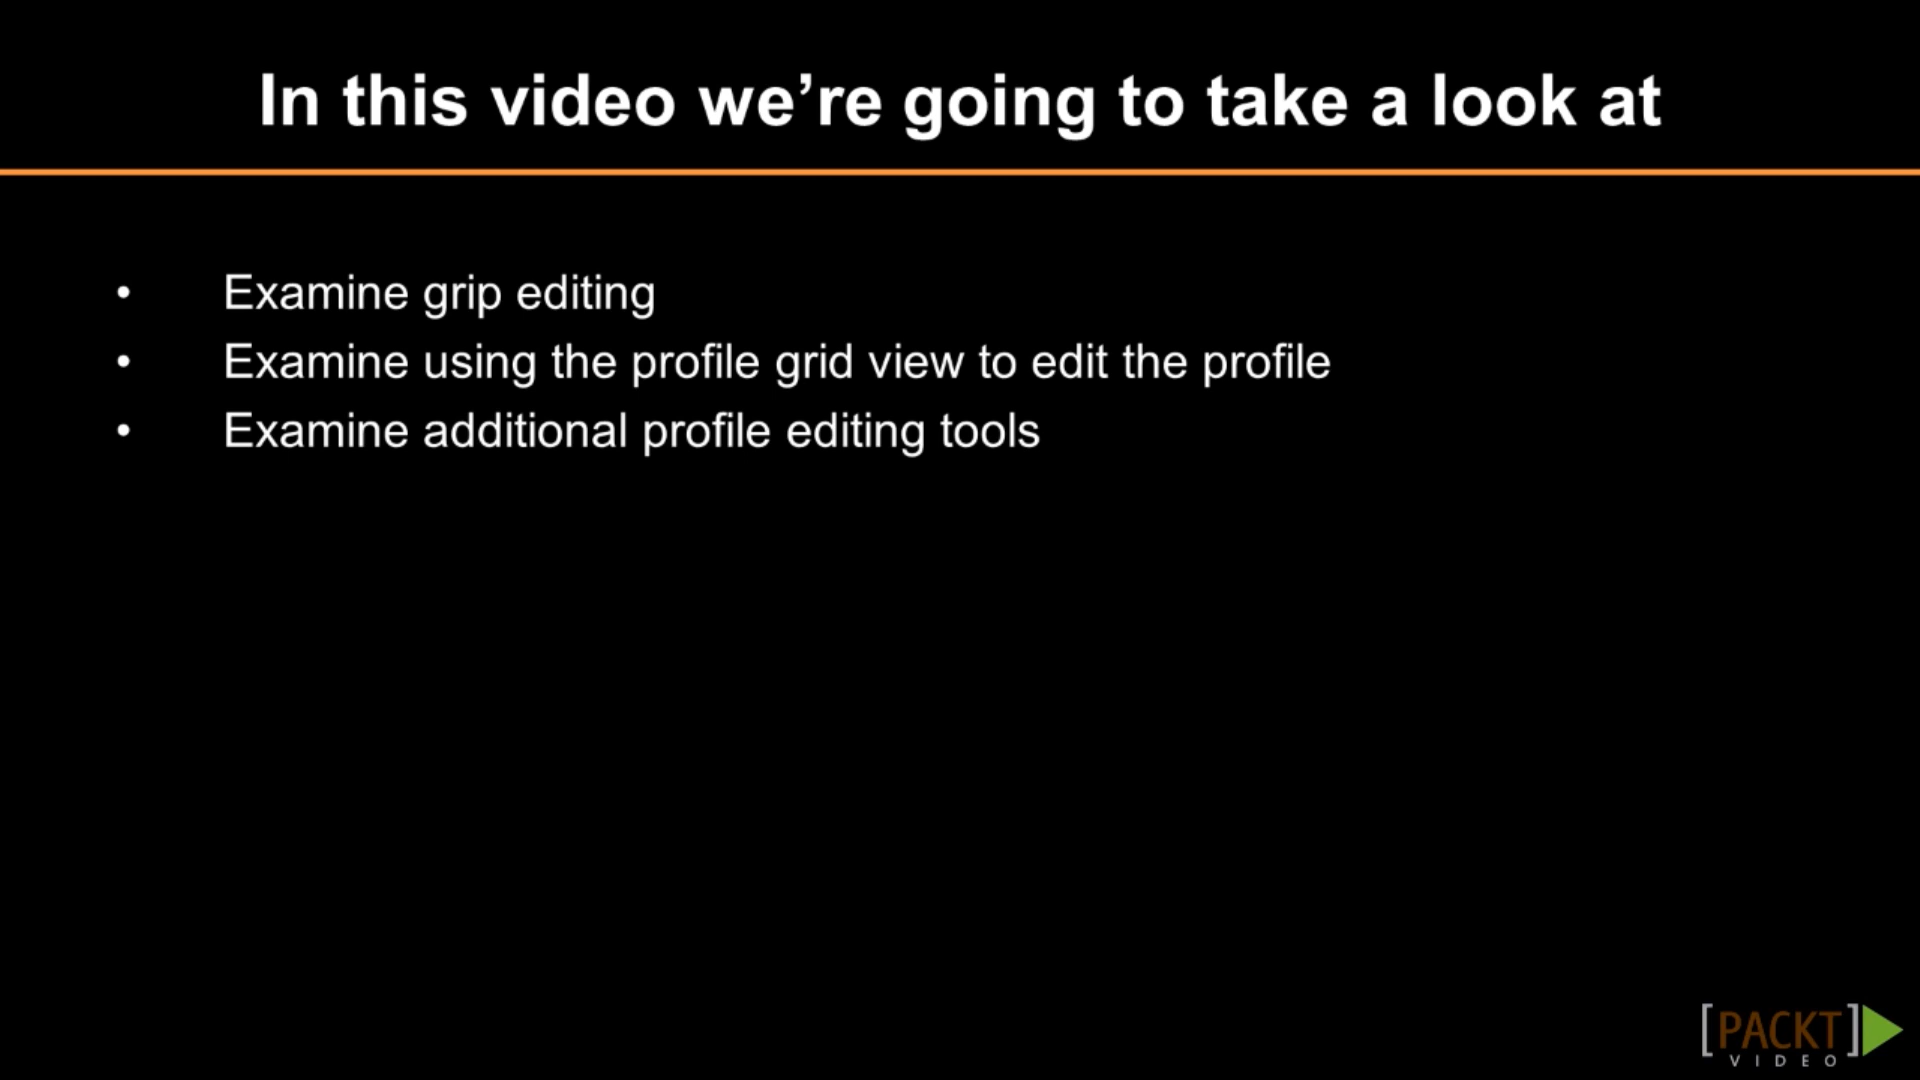 In this video we’re going to take a look at
• Examine grip editing
• Examine using the profile grid view to edit the profile
• Examine additional profile editing tools
[PACKT]
VIDEO